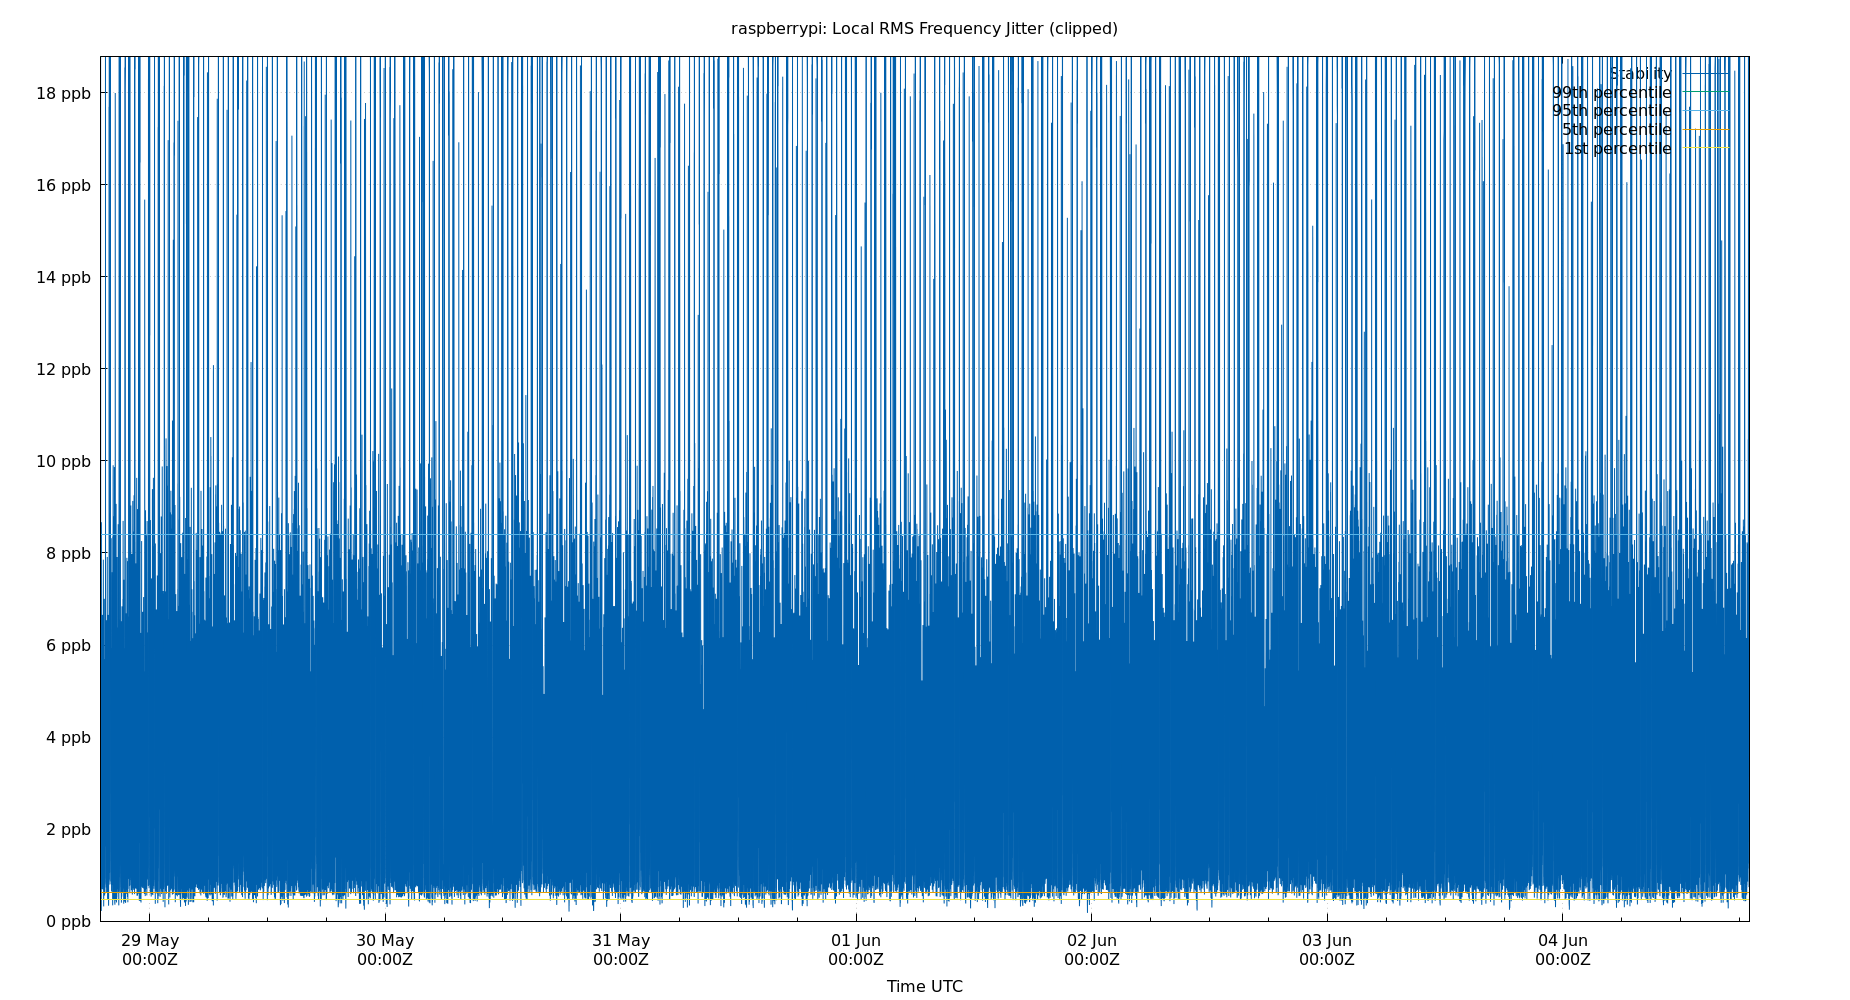 raspberrypi: Local RMS Frequency Jitter (clipped)
Stability
18 ppb
99th percentile
95th percentile
5th percentile
1st percentile
16 ppb
14 ppb
12 ppb
10 ppb
8 ppb
6 ppb
4 ppb
2 ppb
0 ppb
29 May 30 May 31 May 01 Jun 02 Jun 03 Jun 04 Jun
00:00Z 00:00Z 00:00Z 00:00Z 00:00Z 00:00Z 00:00Z
Time UTC